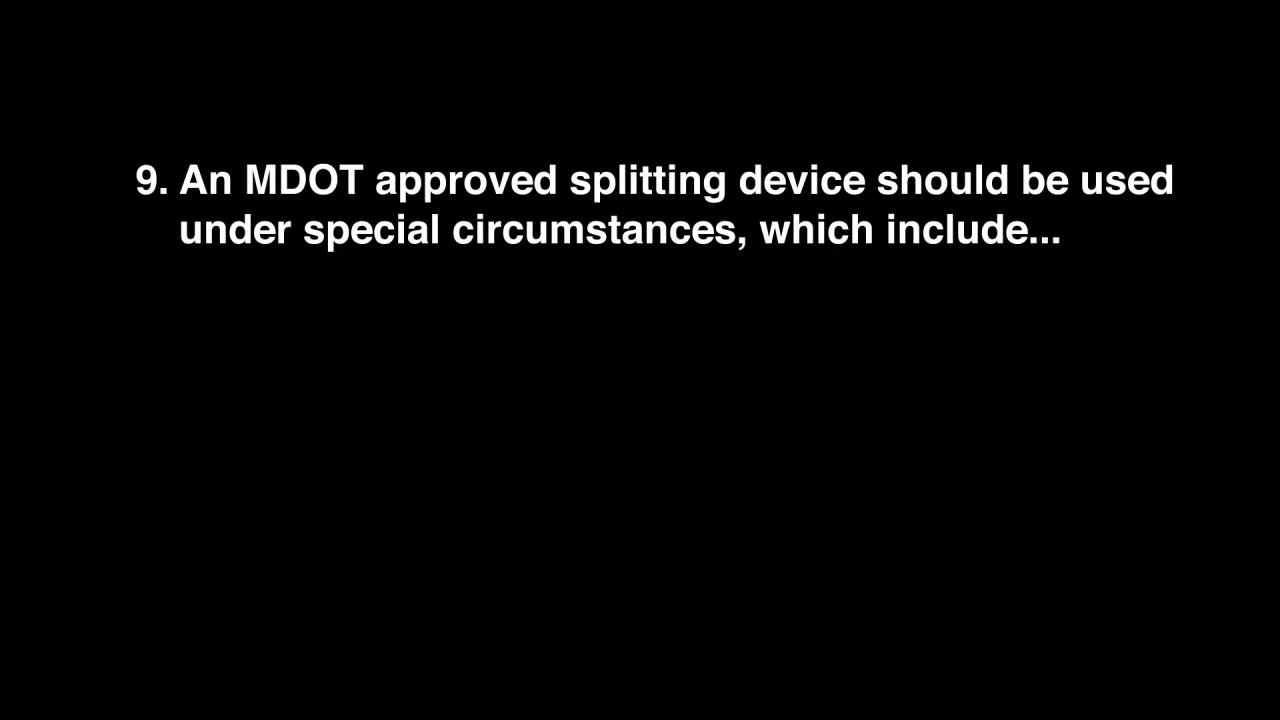 9. An MDOT approved splitting device should be used
under special circumstances, which include...